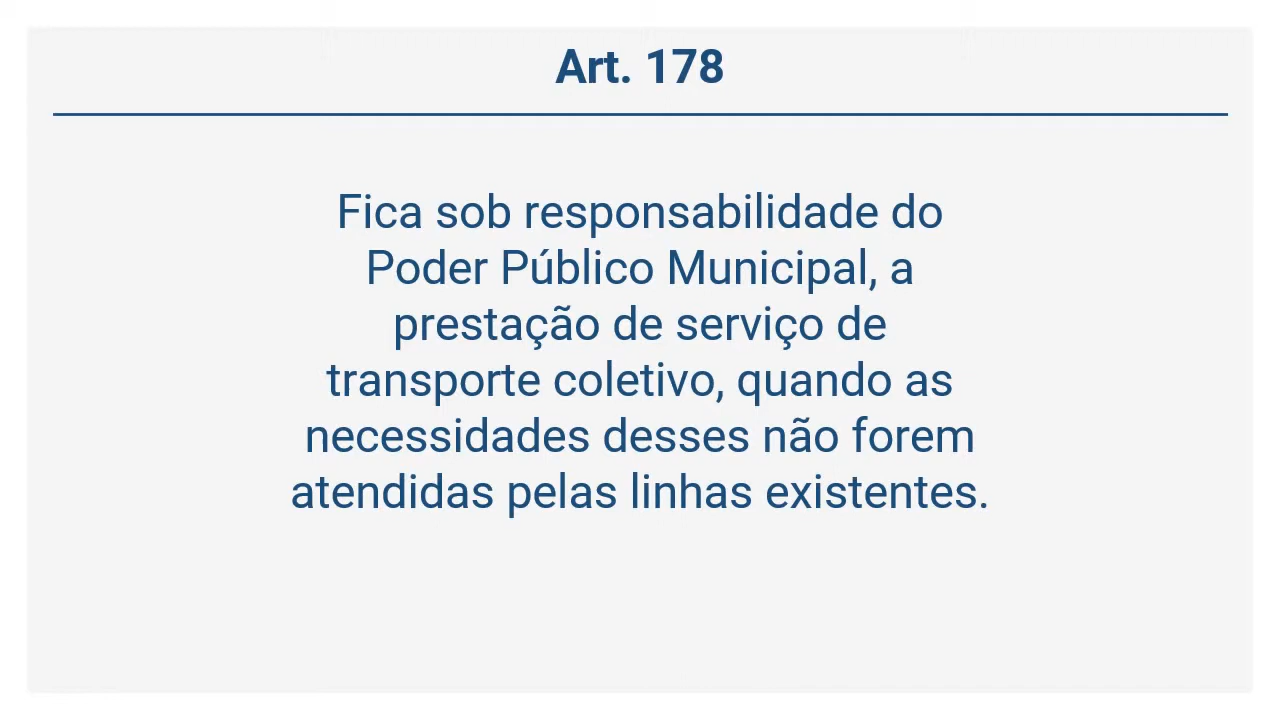 Art. 178
Fica sob responsabilidade do
Poder Público Municipal, a
prestação de serviço de
transporte coletivo, quando as
necessidades desses não forem
atendidas pelas linhas existentes.